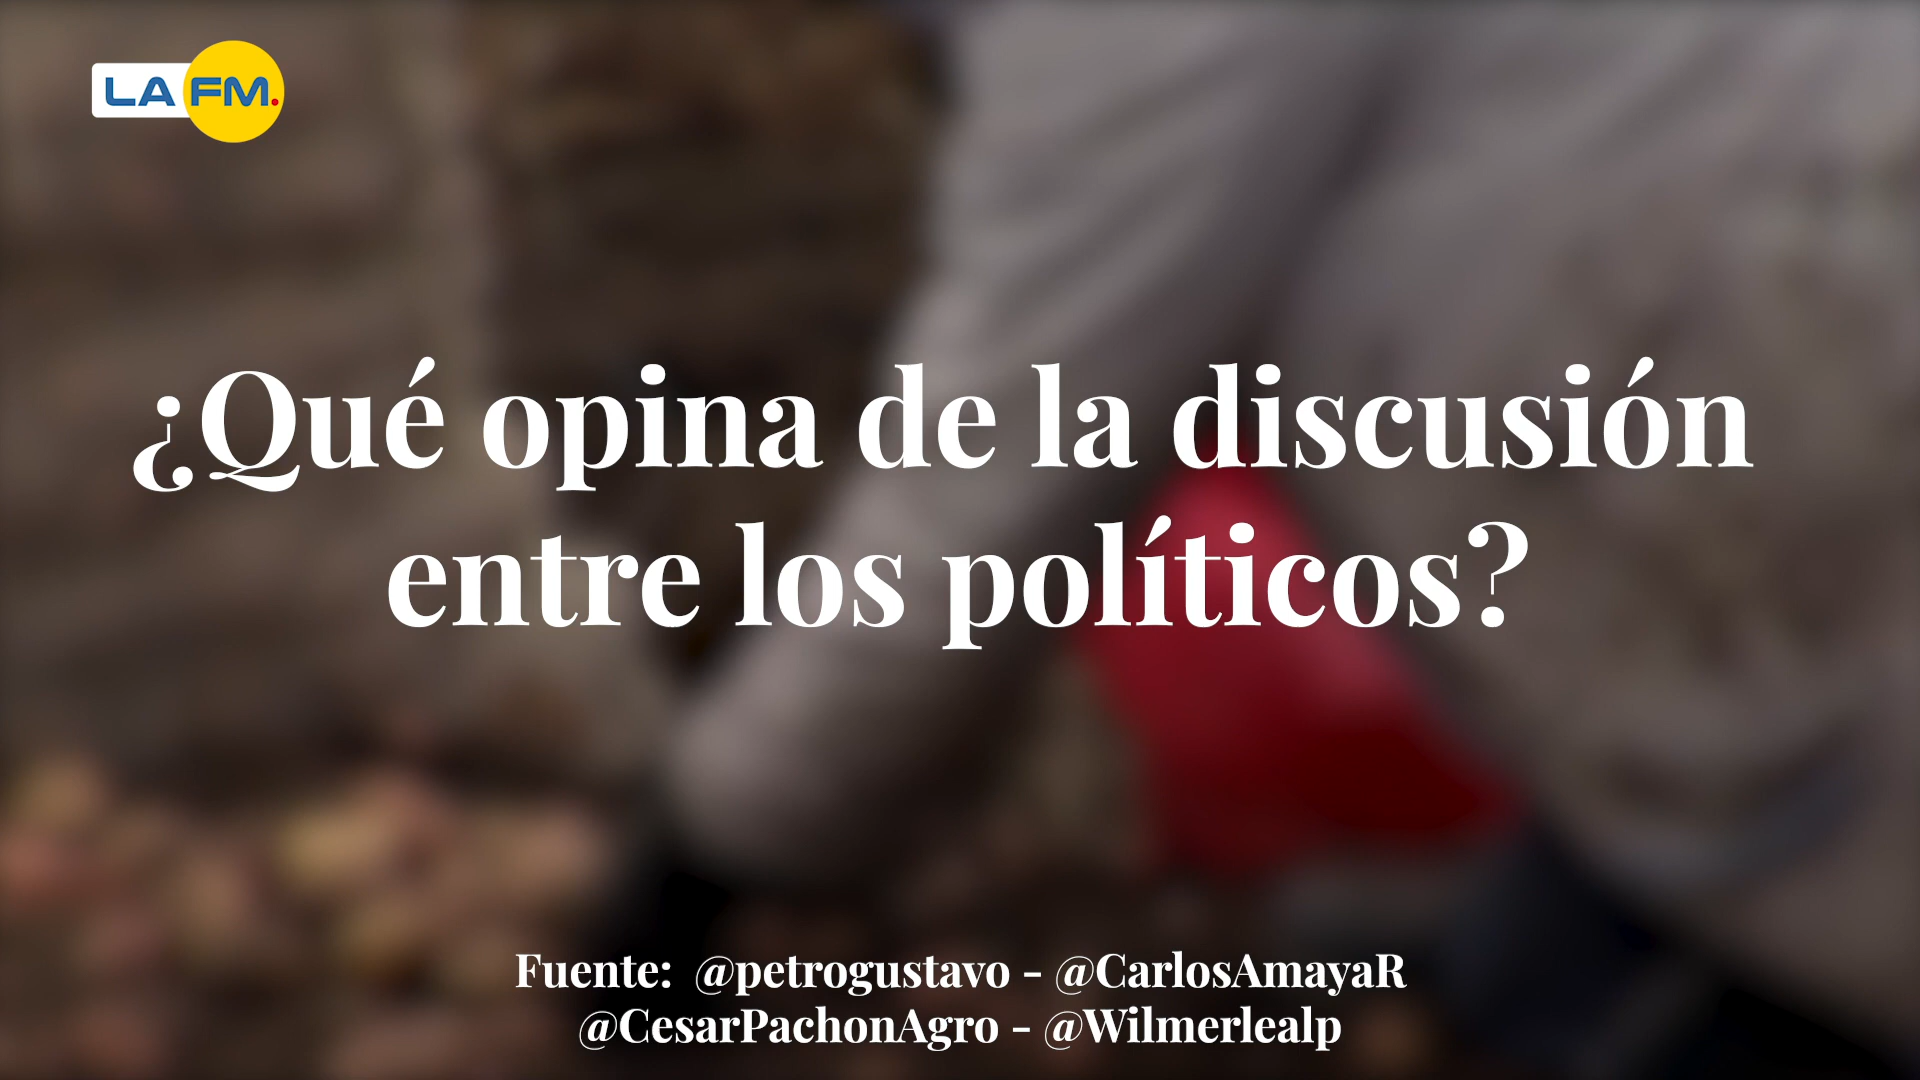 LA FM.
¿Qué opina de la discusión
entre los políticos?
Fuente: @petrogustavo - @CarlosAmayaR
@CesarPachonAgro - @Wilmerlealp